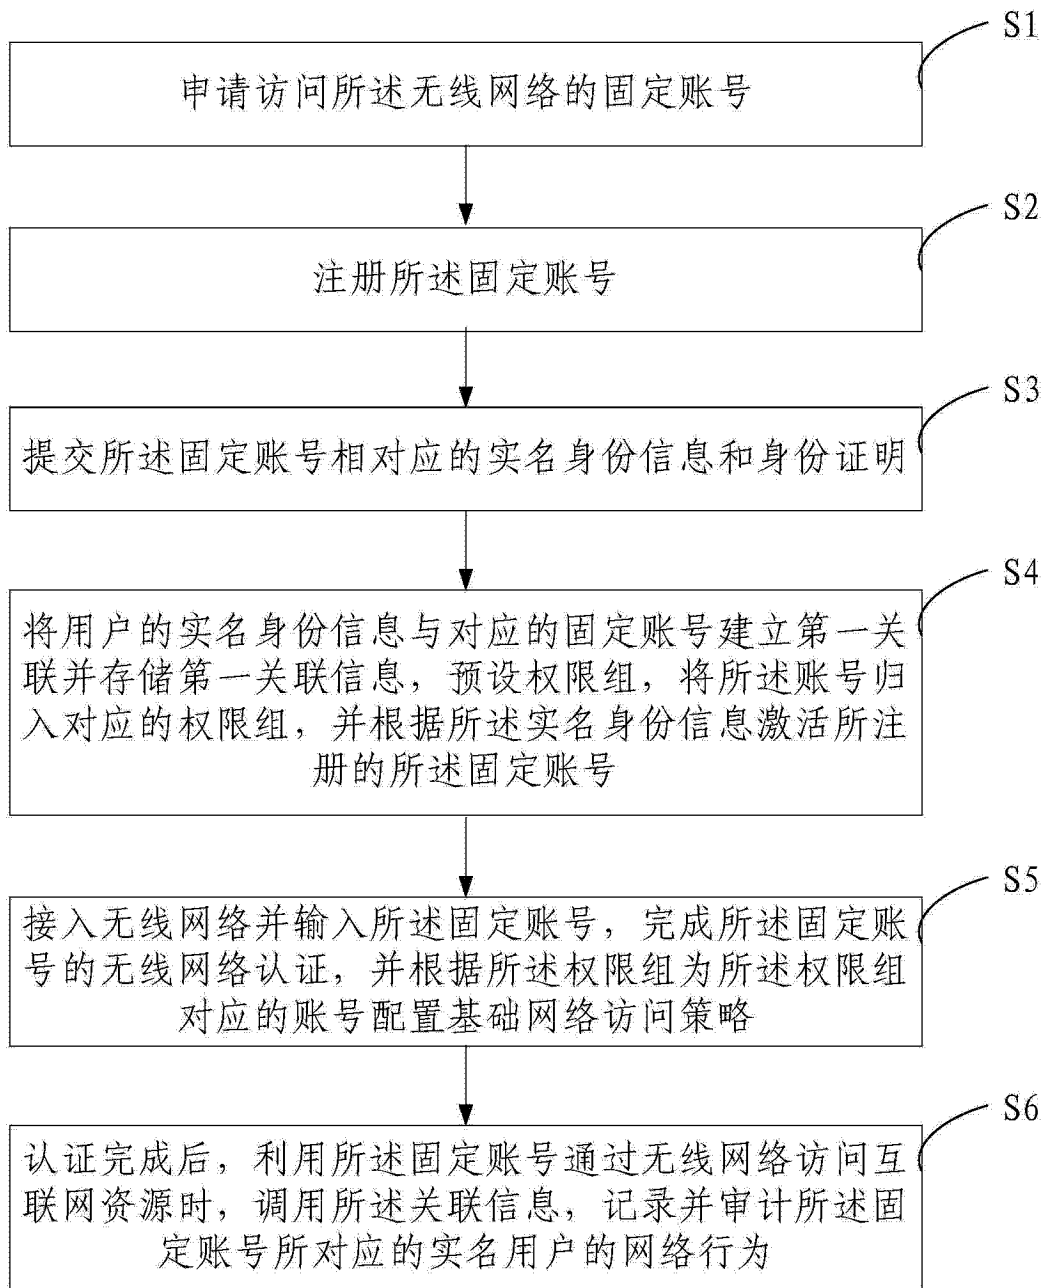 S1
申请访问所述无线网络的固定账号
S2
注册所述固定账号
S3
提交所述固定账号相对应的实名身份信息和身份证明
S4
将用户的实名身份信息与对应的固定账号建立第一关
联并存储第一关联信息，预设权限组，将所述账号归
入对应的权限组，并根据所述实名身份信息激活所注
册的所述固定账号
S5
接入无线网络并输入所述固定账号，完成所述固定账
号的无线网络认证，并根据所述权限组为所述权限组
对应的账号配置基础网络访问策略
S6
认证完成后，利用所述固定账号通过无线网络访问互
联网资源时，调用所述关联信息，记录并审计所述固
定账号所对应的实名用户的网络行为